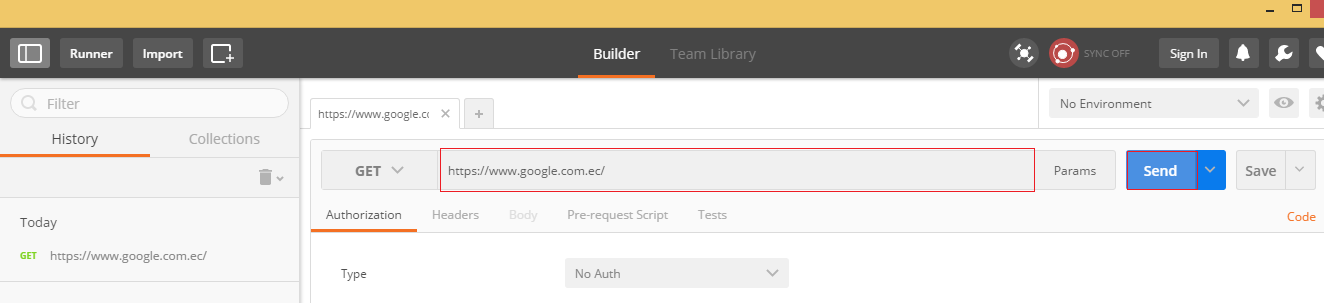 Runner Import Builder Team Library SYNC OFF Sign In
Filter
https://www.google.co No Environment
History Collections
GET https://www.google.com.ec/ Params Send Save
Authorization Headers Body Pre-request Script Tests Code
Today
GET https://www.google.com.ec/
Type No Auth